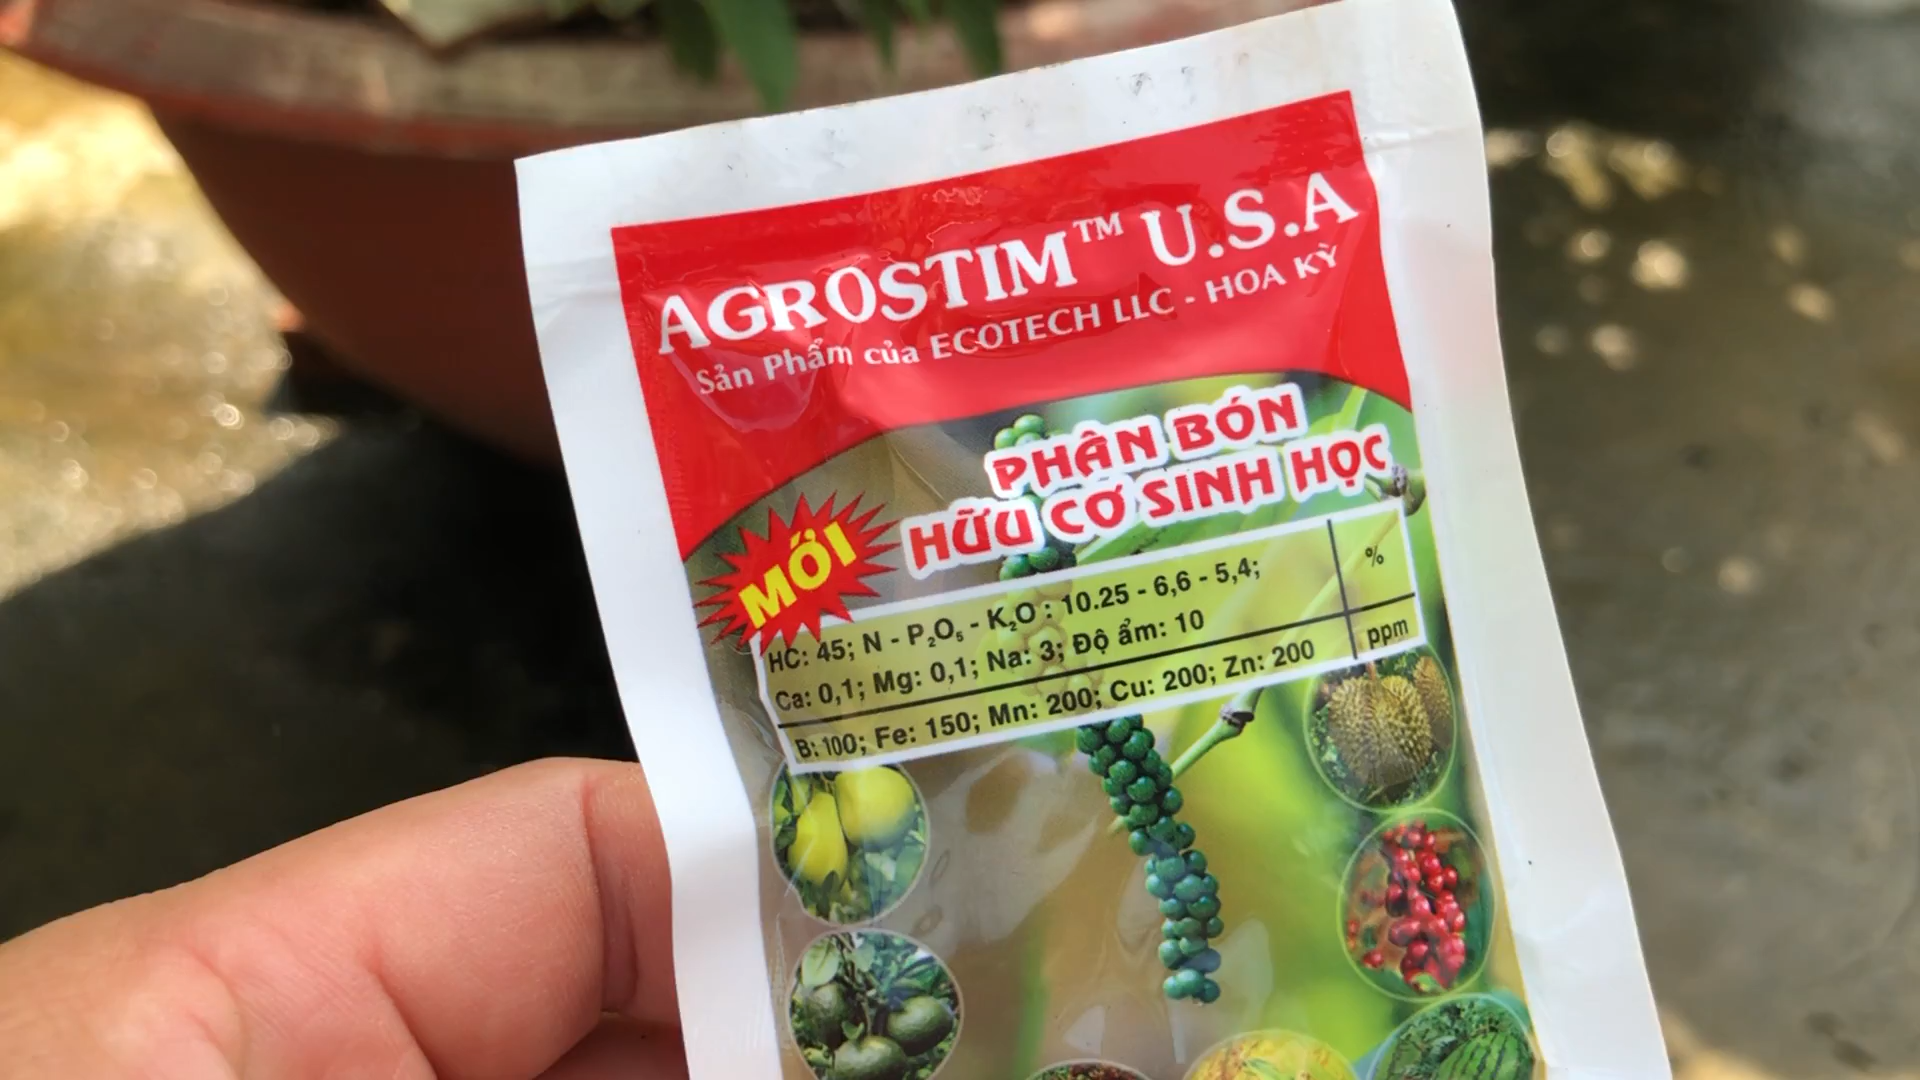 AGROSTIM™ U.S.A
Sản Phẩm của ECOTECH LLC - HOA KỲ
PHÂN BÓN
HỮU CƠ SINH HỌC
MỚI
HC: 45; N - P₂O₅ - K₂O : 10.25 - 6,6 - 5,4;
Ca: 0,1; Mg: 0,1; Na: 3; Độ ẩm: 10
%
B: 100; Fe: 150; Mn: 200; Cu: 200; Zn: 200
ppm